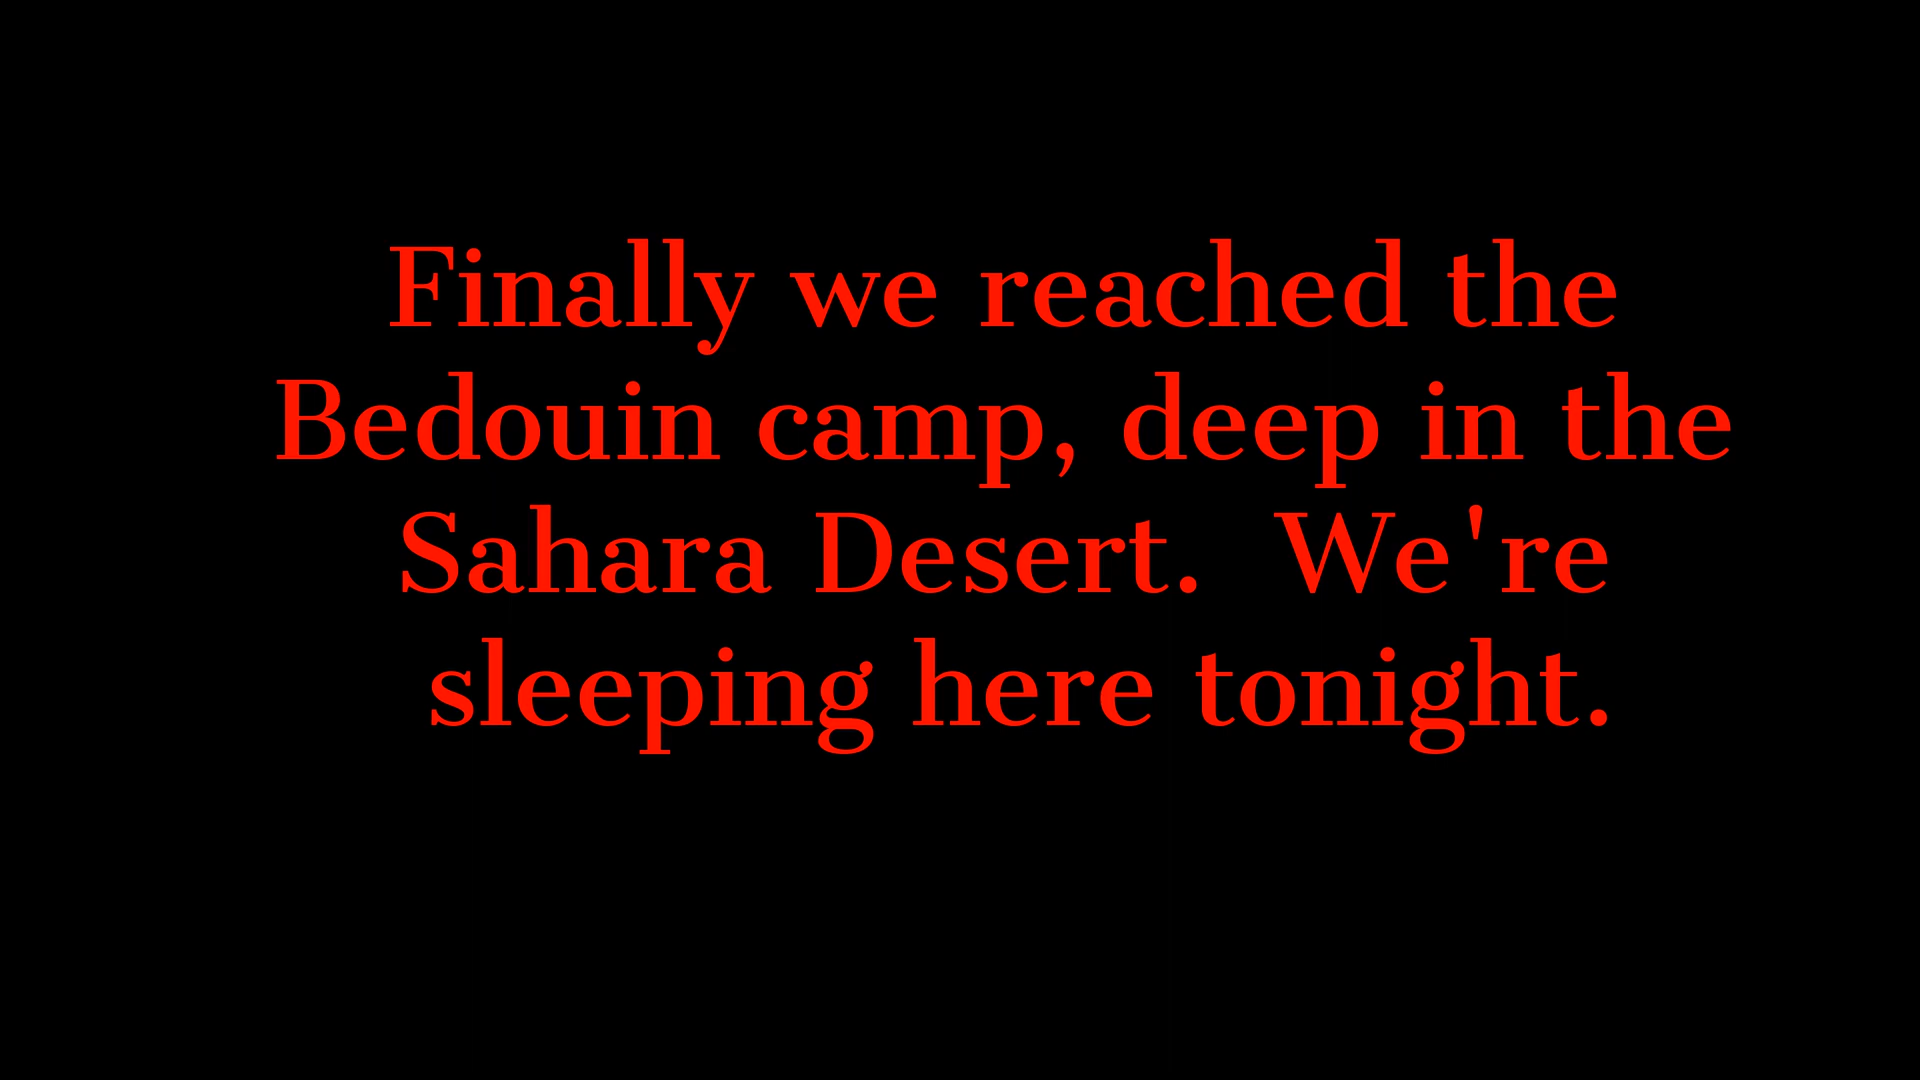 Finally we reached the
Bedouin camp, deep in the
Sahara Desert.  We're
sleeping here tonight.